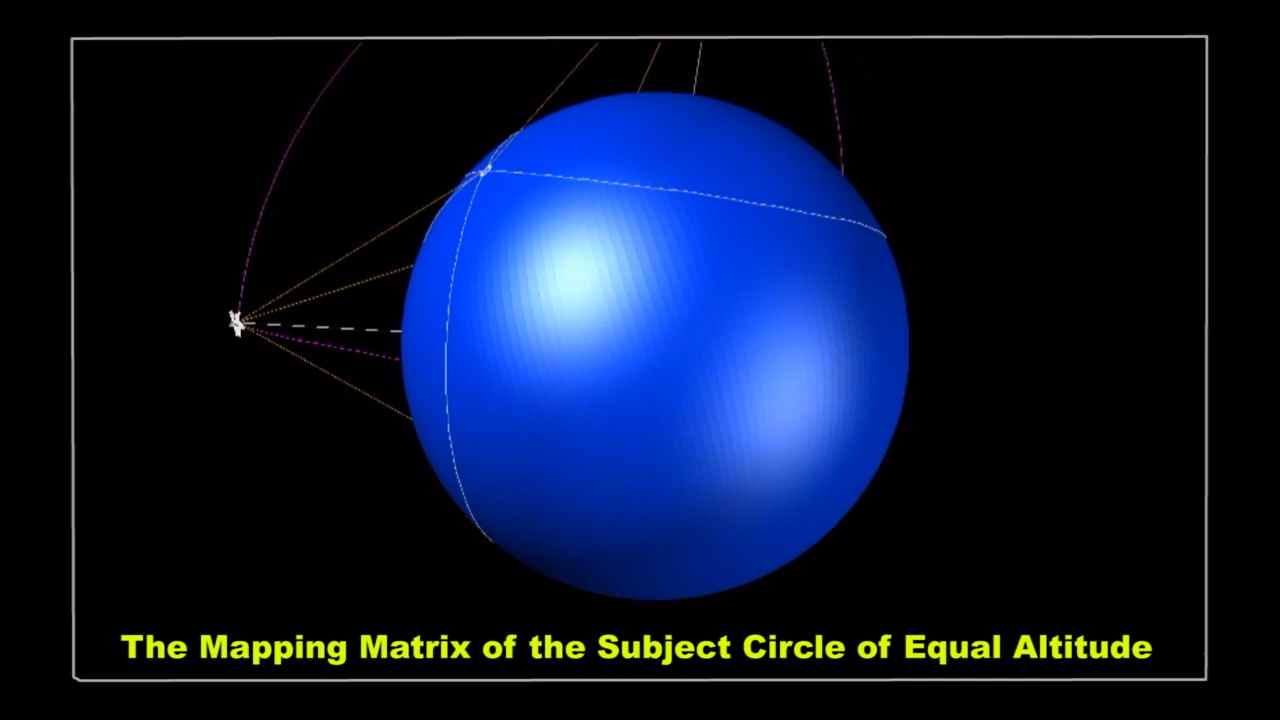 The Mapping Matrix of the Subject Circle of Equal Altitude